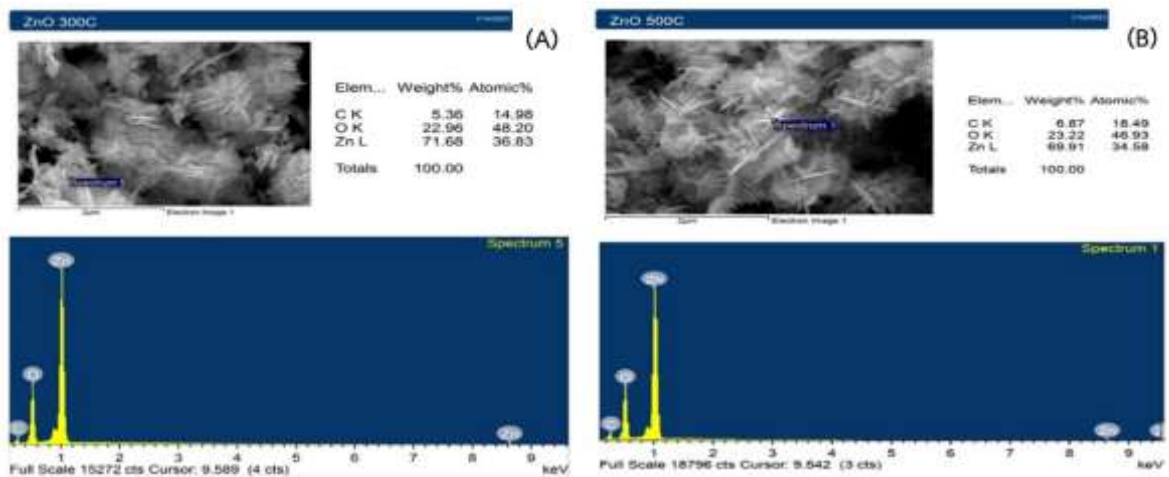 ZnO 300C
(A)
Elem... Weight% Atomic%
C K 5.36 14.98
O K 22.96 48.20
Zn L 71.68 36.83
Totals 100.00
2µm Electron Image 1
Spectrum 5
Zn
O
Zn
1 2 3 4 5 6 7 8 9
Full Scale 15272 cts Cursor: 9.589 (4 cts) keV
ZnO 500C
(B)
Spectrum 1
Elem... Weight% Atomic%
C K 6.87 18.49
O K 23.22 46.93
Zn L 69.91 34.58
Totals 100.00
2µm Electron Image 1
Spectrum 1
1 2 3 4 5 6 7 8 9
Full Scale 18796 cts Cursor: 9.542 (3 cts) keV